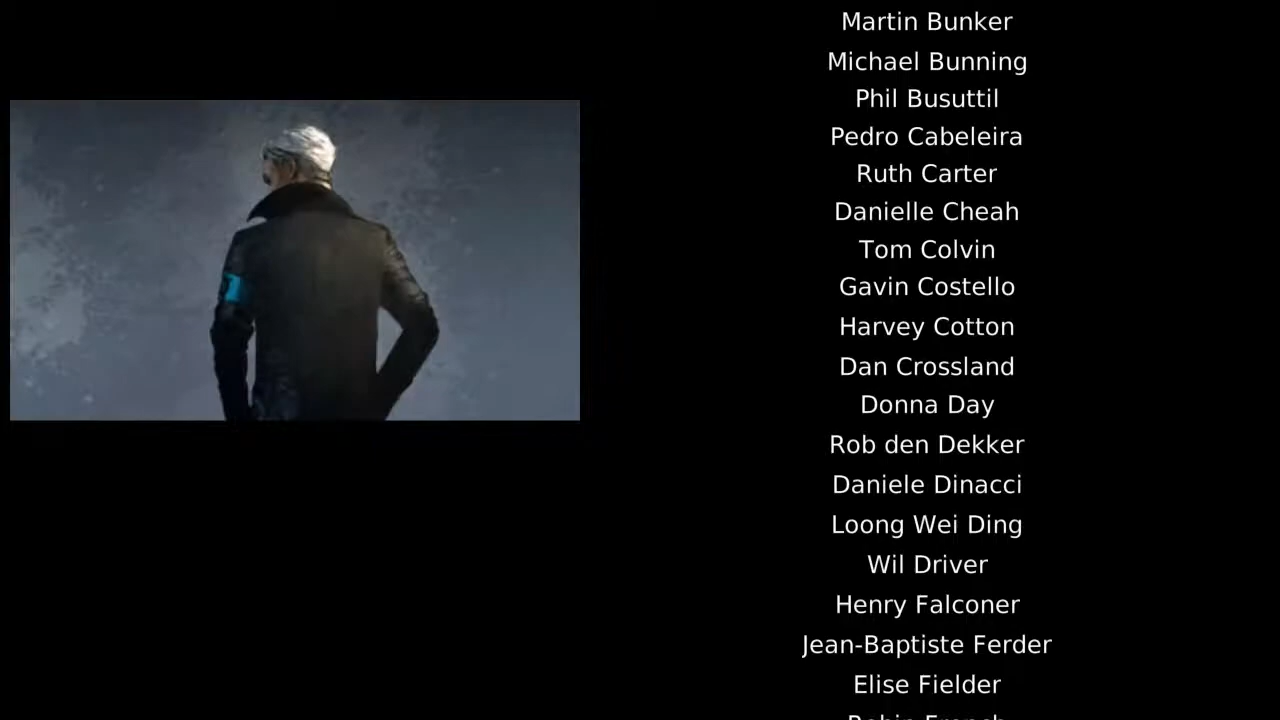 Martin Bunker
Michael Bunning
Phil Busuttil
Pedro Cabeleira
Ruth Carter
Danielle Cheah
Tom Colvin
Gavin Costello
Harvey Cotton
Dan Crossland
Donna Day
Rob den Dekker
Daniele Dinacci
Loong Wei Ding
Wil Driver
Henry Falconer
Jean-Baptiste Ferder
Elise Fielder